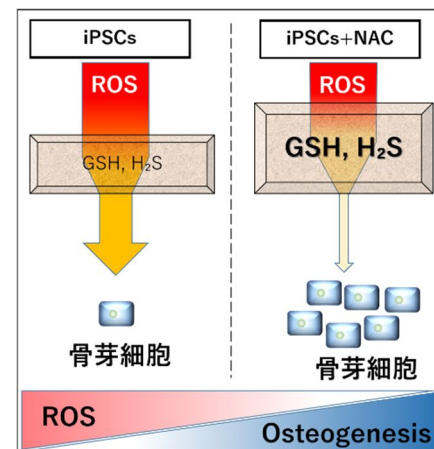 iPSCs
iPSCs+NAC
ROS
ROS
GSH, H₂S
GSH, H₂S
骨芽細胞
骨芽細胞
ROS
Osteogenesis